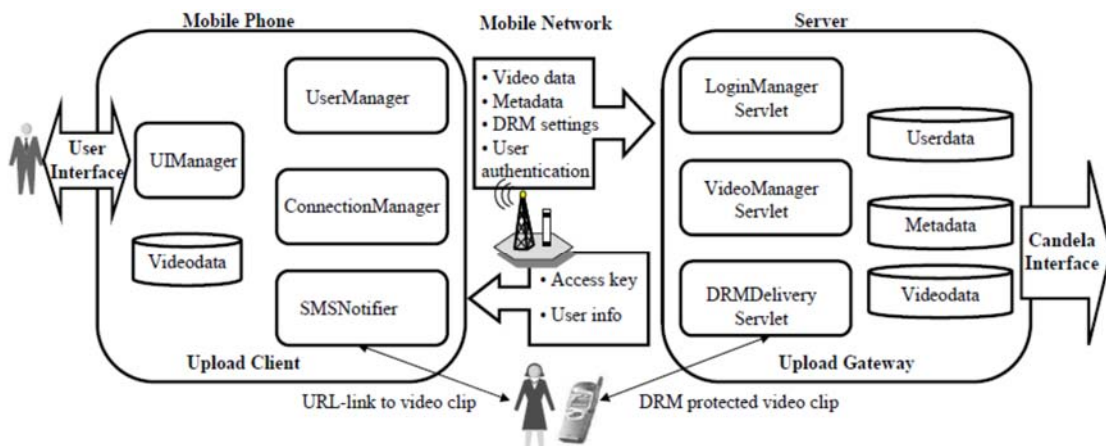 Mobile Phone
Mobile Network
Server
User
Interface
UIManager
Videodata
UserManager
ConnectionManager
SMSNotifier
Upload Client
• Video data
• Metadata
• DRM settings
• User
authentication
• Access key
• User info
LoginManager
Servlet
VideoManager
Servlet
DRMDelivery
Servlet
Userdata
Metadata
Videodata
Upload Gateway
Candela
Interface
URL-link to video clip
DRM protected video clip